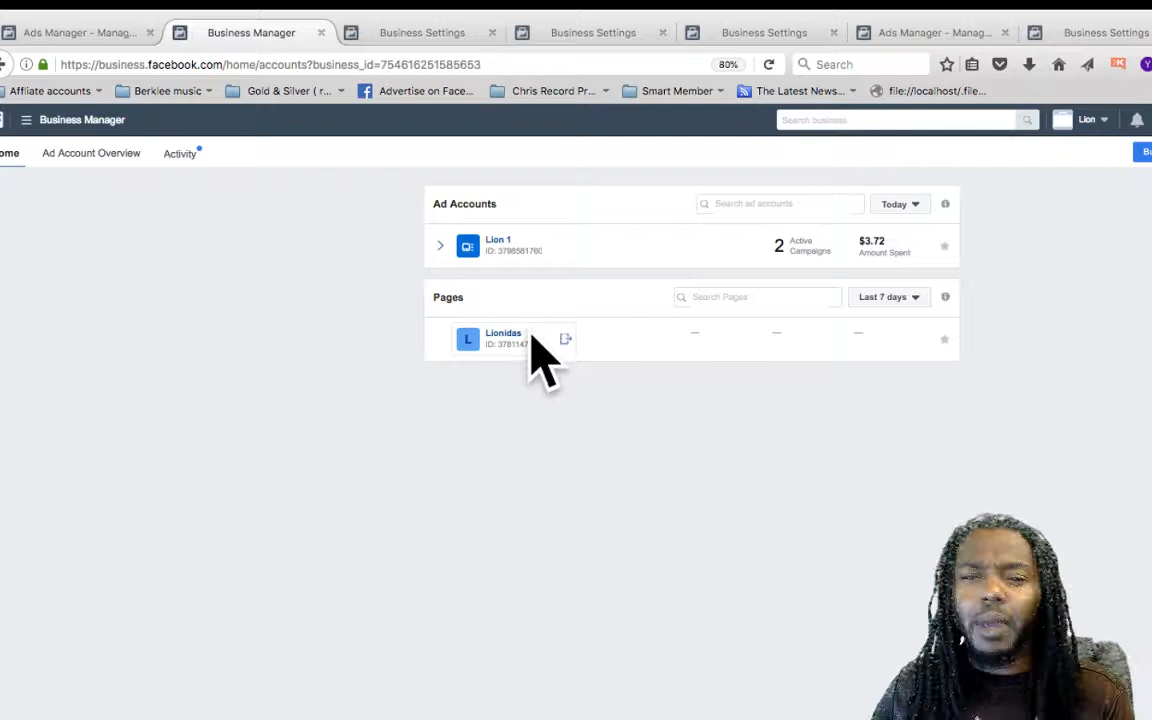 Ads Manager - Manag...
Business Manager
Business Settings
Business Settings
Business Settings
Ads Manager - Manag...
Business Settings
https://business.facebook.com/home/accounts?business_id=754616251585653
80%
Search
Affliate accounts
Berklee music
Gold & Silver ( r...
Advertise on Face...
Chris Record Pr...
Smart Member
The Latest News...
file://localhost/.file...
Business Manager
Search business
Lion
ome
Ad Account Overview
Activity
Ad Accounts
Search ad accounts
Today
Lion 1
ID: 3798581760
2
Active
Campaigns
$3.72
Amount Spent
Pages
Search Pages
Last 7 days
L
Lionidas
ID: 3781147